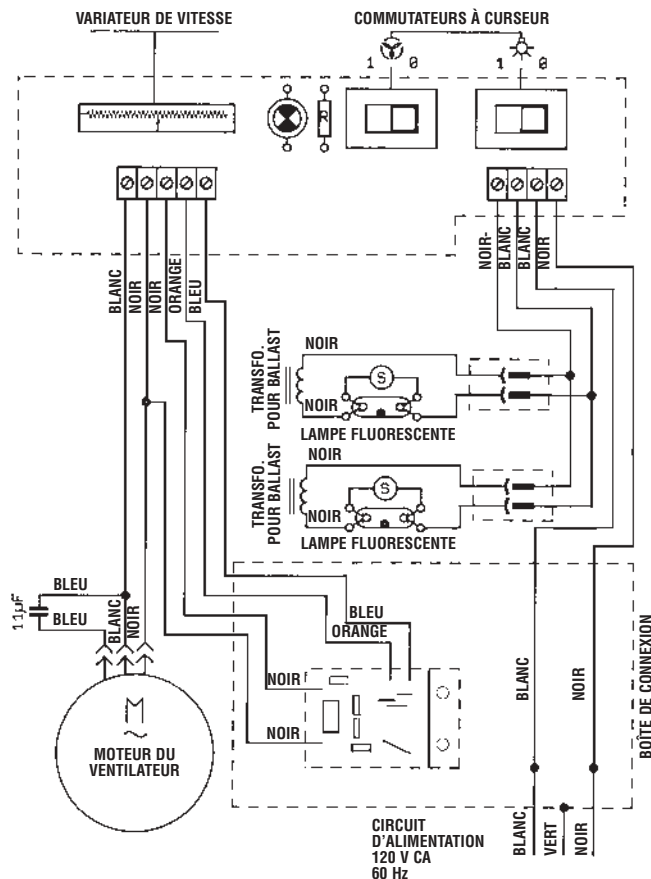 VARIATEUR DE VITESSE
COMMUTATEURS À CURSEUR
1 0
1 0
R
BLANC
NOIR
NOIR
ORANGE
BLEU
NOIR-
BLANC
BLANC
NOIR
TRANSFO.
POUR BALLAST
NOIR
S
NOIR
LAMPE FLUORESCENTE
TRANSFO.
POUR BALLAST
NOIR
S
NOIR
LAMPE FLUORESCENTE
11µF
BLEU
BLEU
BLANC
NOIR
BLEU
ORANGE
NOIR
NOIR
M
~
MOTEUR DU
VENTILATEUR
BLANC
NOIR
BOÎTE DE CONNEXION
CIRCUIT
D'ALIMENTATION
120 V CA
60 Hz
BLANC
VERT
NOIR